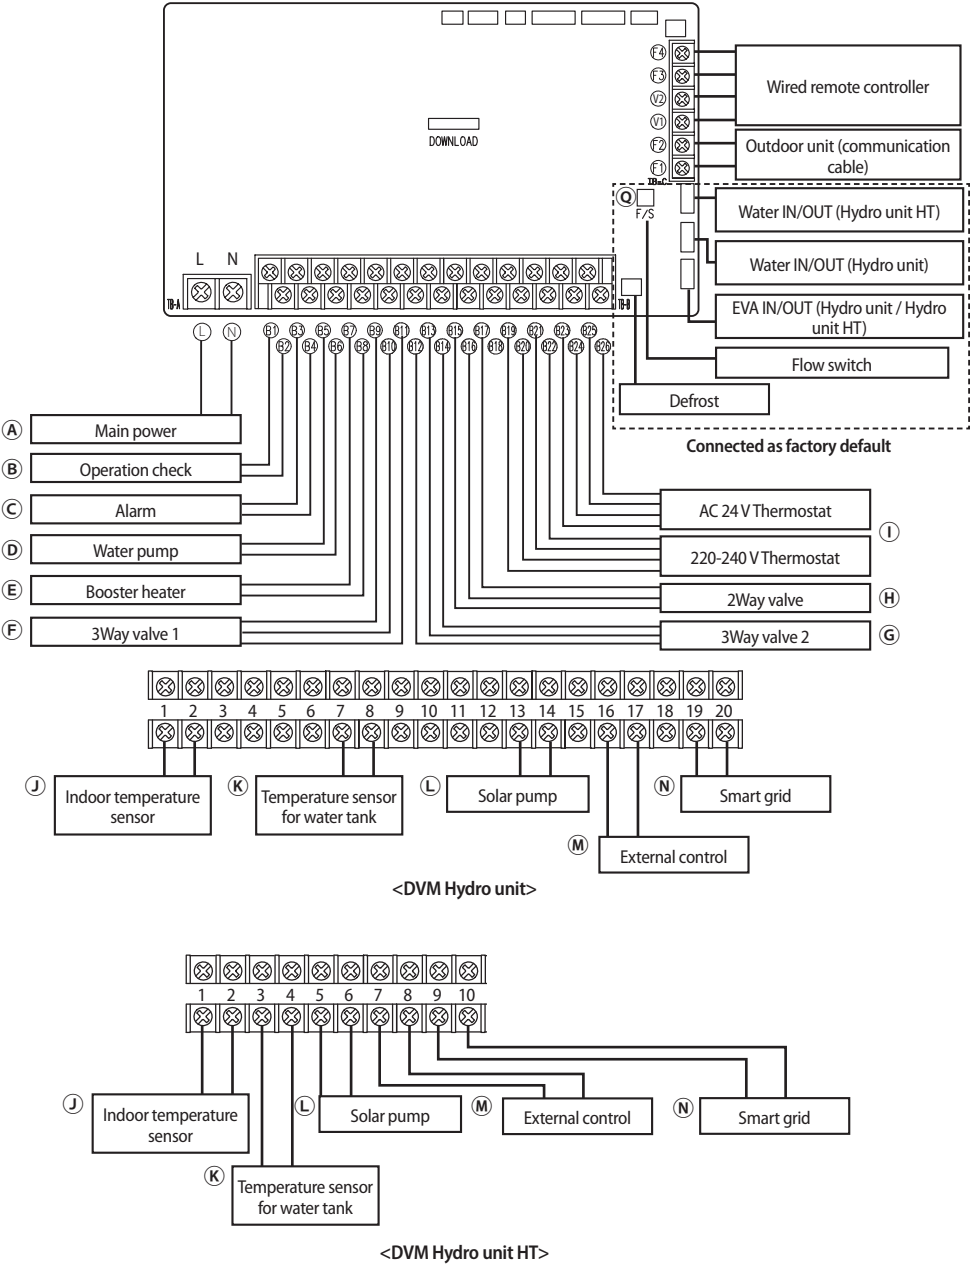 F4
F3
V2
V1
F2
F1
TB-C
Wired remote controller
Outdoor unit (communication
cable)
DOWNLOAD
Q
F/S
Water IN/OUT (Hydro unit HT)
Water IN/OUT (Hydro unit)
EVA IN/OUT (Hydro unit / Hydro
unit HT)
Flow switch
Defrost
Connected as factory default
L N
TB-A
TB-B
L N
B1 B3 B5 B7 B9 B11 B13 B15 B17 B19 B21 B23 B25
B2 B4 B6 B8 B10 B12 B14 B16 B18 B20 B22 B24 B26
A Main power
B Operation check
C Alarm
D Water pump
E Booster heater
F 3Way valve 1
AC 24 V Thermostat
I
220-240 V Thermostat
2Way valve H
3Way valve 2 G
1 2 3 4 5 6 7 8 9 10 11 12 13 14 15 16 17 18 19 20
J Indoor temperature
sensor
K Temperature sensor
for water tank
L Solar pump
M External control
N Smart grid
<DVM Hydro unit>
1 2 3 4 5 6 7 8 9 10
J Indoor temperature
sensor
K Temperature sensor
for water tank
L Solar pump
M External control
N Smart grid
<DVM Hydro unit HT>